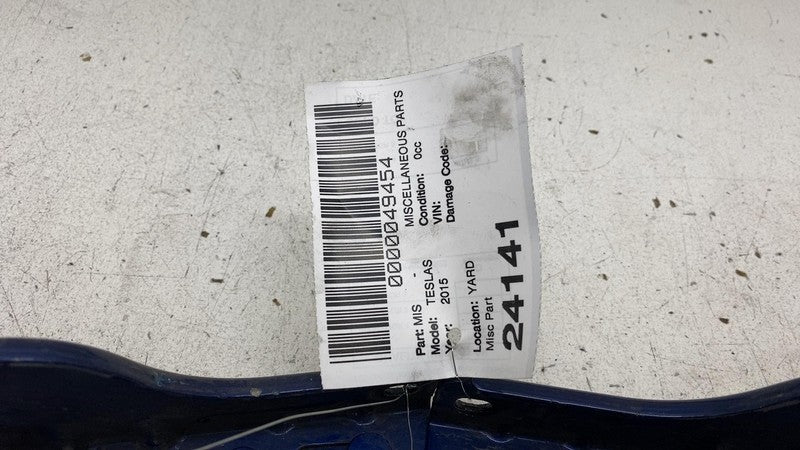 0000049454
Part: MIS - MISCELLANEOUS PARTS
Model: TESLAS Condition: 0cc
Year: 2015 VIN:
Damage Code:
Location: YARD
Misc Part
24141